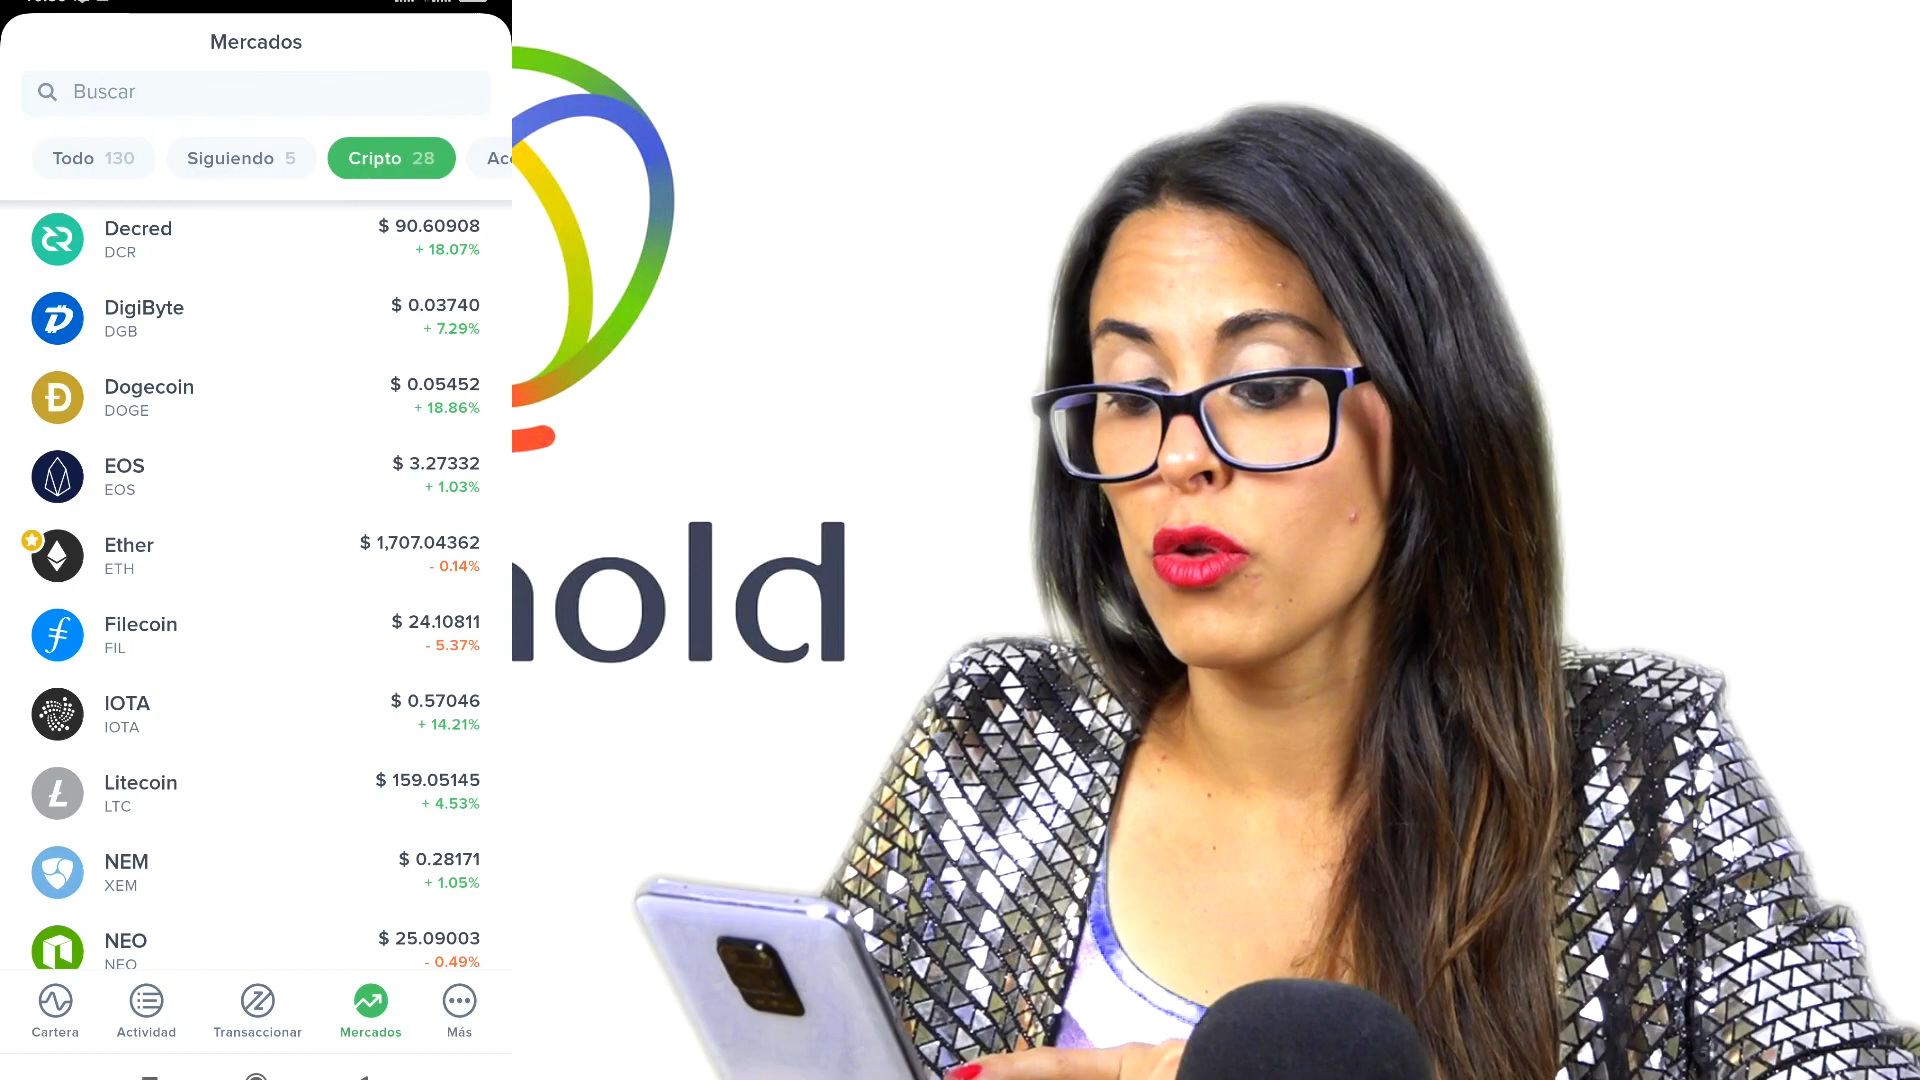 Mercados
Buscar
Todo 130 Siguiendo 5 Cripto 28
Decred $ 90.60908
DCR + 18.07%
DigiByte $ 0.03740
DGB + 7.29%
Dogecoin $ 0.05452
DOGE + 18.86%
EOS $ 3.27332
EOS + 1.03%
Ether $ 1,707.04362
ETH - 0.14%
Filecoin $ 24.10811
FIL - 5.37%
IOTA $ 0.57046
IOTA + 14.21%
Litecoin $ 159.05145
LTC + 4.53%
NEM $ 0.28171
XEM + 1.05%
NEO $ 25.09003
NEO - 0.49%
Cartera Actividad Transaccionar Mercados Más
hold